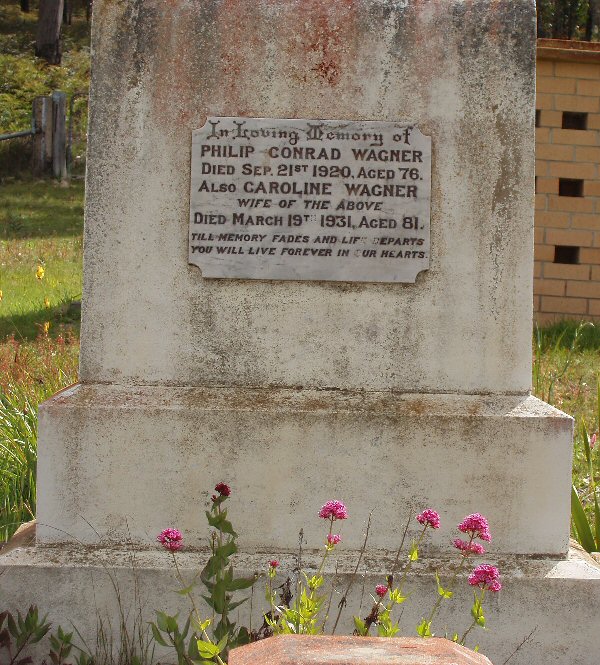 In Loving Memory of
PHILIP CONRAD WAGNER
DIED SEP. 21ST 1920, AGED 76.
ALSO CAROLINE WAGNER
WIFE OF THE ABOVE
DIED MARCH 19TH 1931, AGED 81.
TILL MEMORY FADES AND LIFE DEPARTS
YOU WILL LIVE FOREVER IN OUR HEARTS.